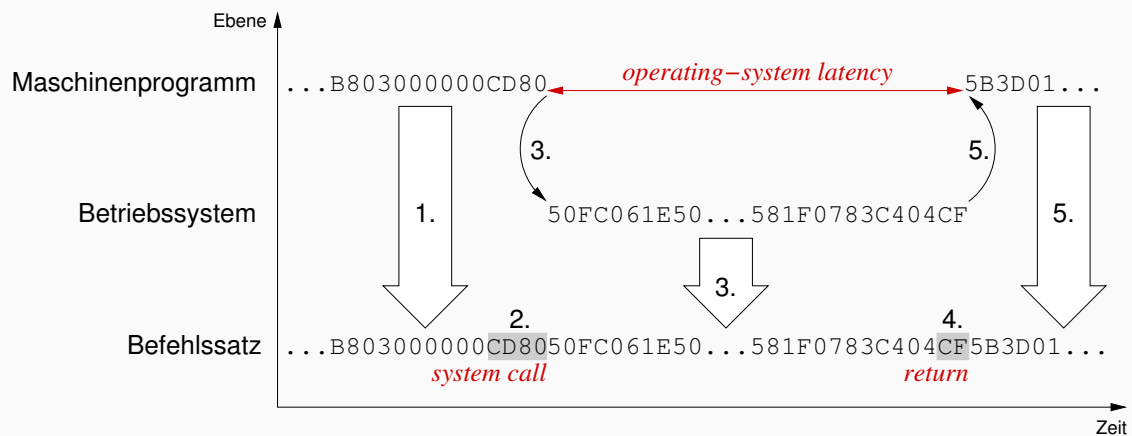 Ebene
Maschinenprogramm ...B803000000CD80 operating−system latency 5B3D01...
3. 5.
Betriebssystem 1. 50FC061E50...581F0783C404CF 5.
3.
2. 4.
Befehlssatz ...B803000000CD8050FC061E50...581F0783C404CF5B3D01...
system call return
Zeit